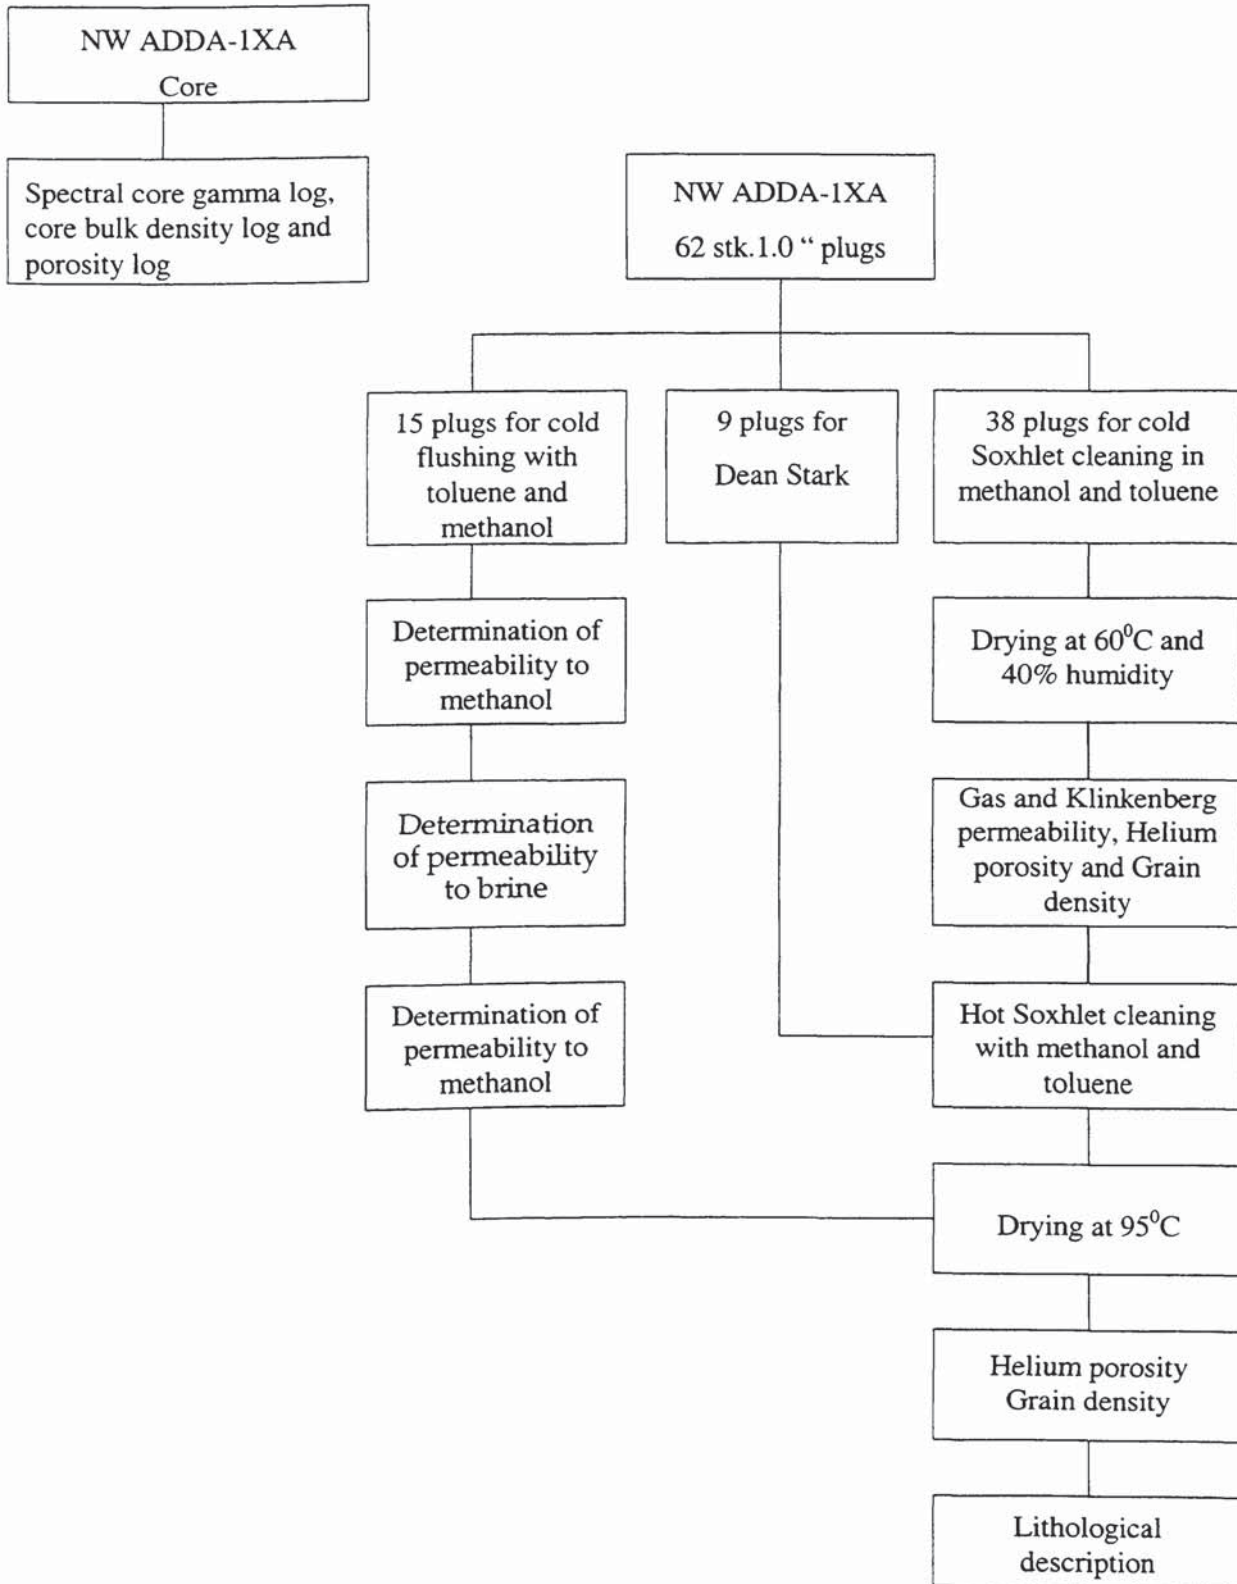 NW ADDA-1XA
Core
Spectral core gamma log,
core bulk density log and
porosity log
NW ADDA-1XA
62 stk.1.0 “ plugs
15 plugs for cold
flushing with
toluene and
methanol
9 plugs for
Dean Stark
38 plugs for cold
Soxhlet cleaning in
methanol and toluene
Determination of
permeability to
methanol
Drying at 60⁰C and
40% humidity
Determination
of permeability
to brine
Gas and Klinkenberg
permeability, Helium
porosity and Grain
density
Determination of
permeability to
methanol
Hot Soxhlet cleaning
with methanol and
toluene
Drying at 95⁰C
Helium porosity
Grain density
Lithological
description